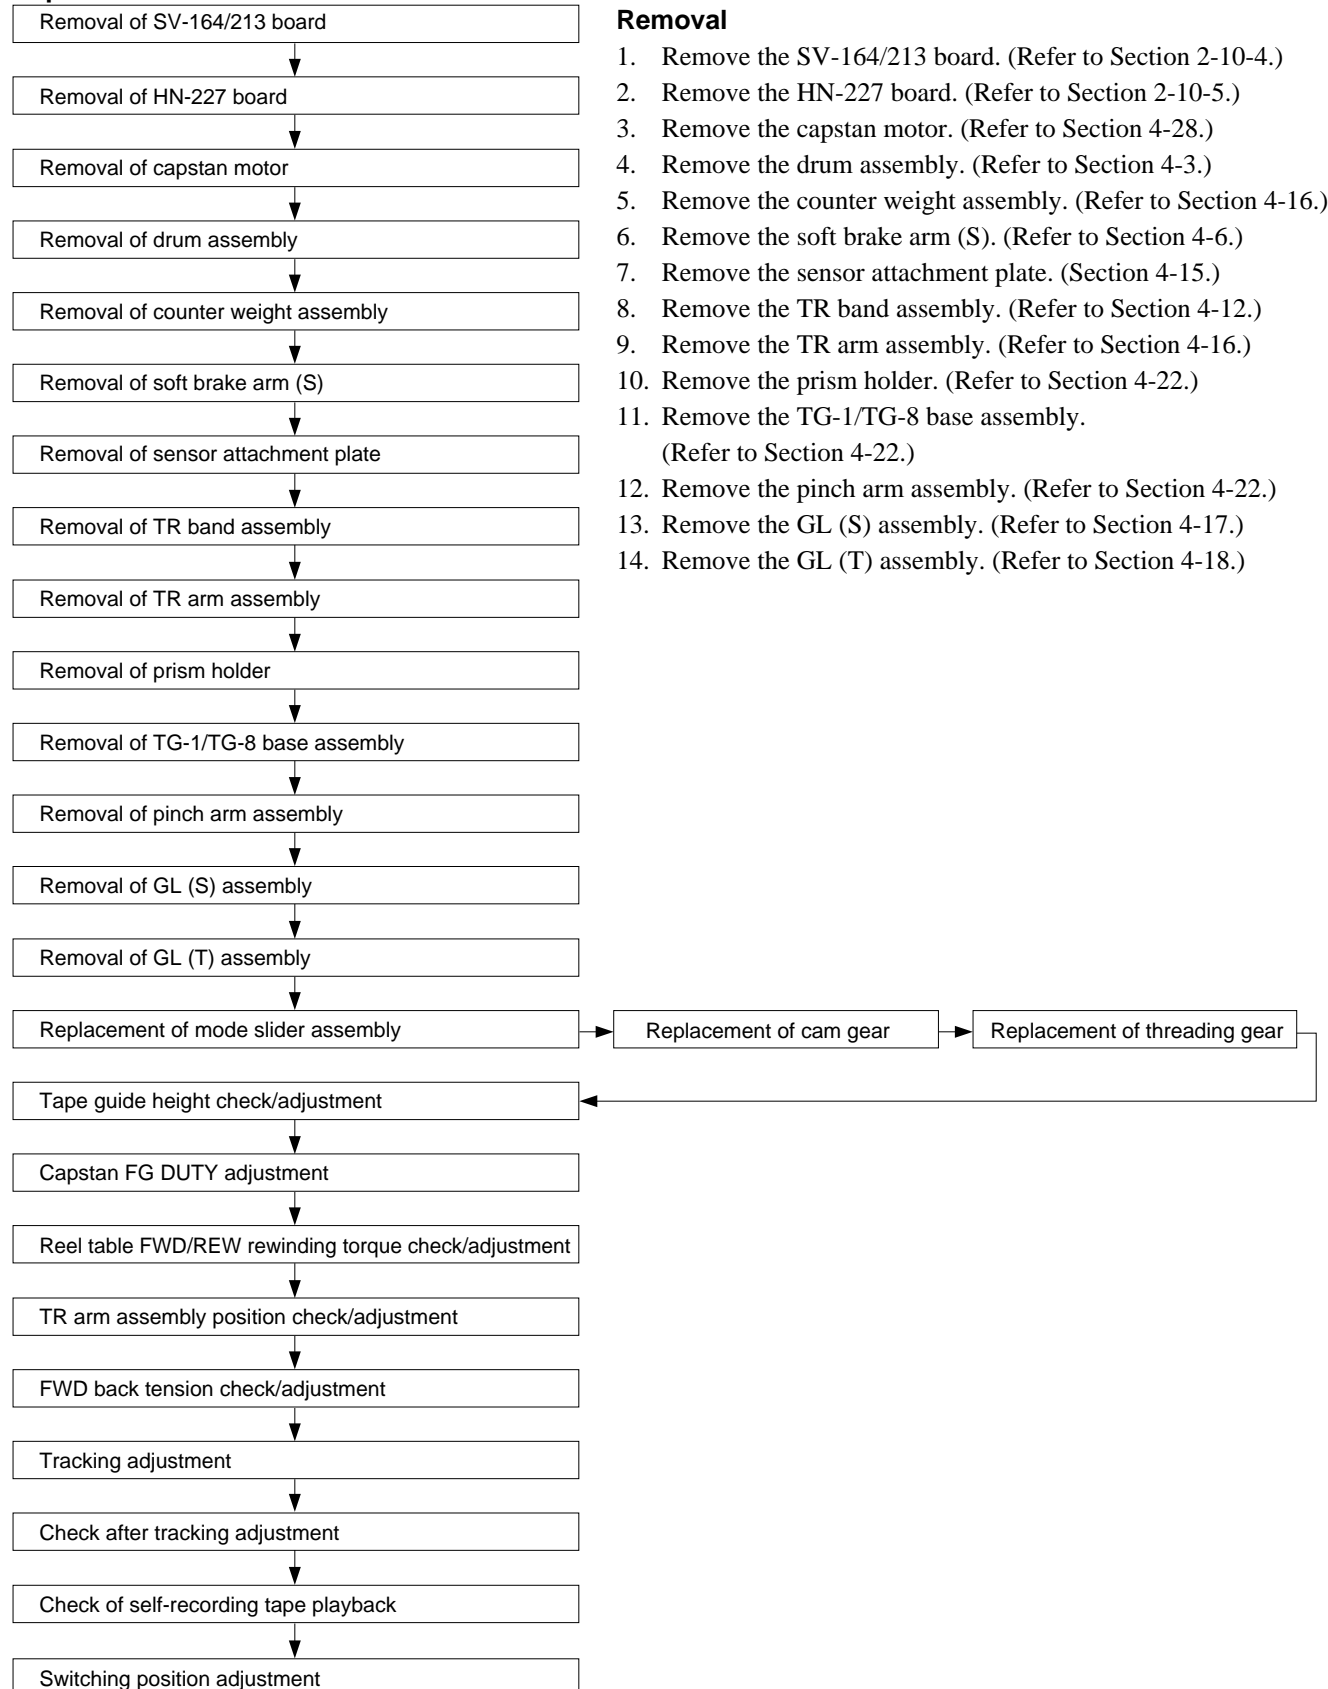 Removal of SV-164/213 board
Removal of HN-227 board
Removal of capstan motor
Removal of drum assembly
Removal of counter weight assembly
Removal of soft brake arm (S)
Removal of sensor attachment plate
Removal of TR band assembly
Removal of TR arm assembly
Removal of prism holder
Removal of TG-1/TG-8 base assembly
Removal of pinch arm assembly
Removal of GL (S) assembly
Removal of GL (T) assembly
Replacement of mode slider assembly
Replacement of cam gear
Replacement of threading gear
Tape guide height check/adjustment
Capstan FG DUTY adjustment
Reel table FWD/REW rewinding torque check/adjustment
TR arm assembly position check/adjustment
FWD back tension check/adjustment
Tracking adjustment
Check after tracking adjustment
Check of self-recording tape playback
Switching position adjustment
Removal
1. Remove the SV-164/213 board. (Refer to Section 2-10-4.)
2. Remove the HN-227 board. (Refer to Section 2-10-5.)
3. Remove the capstan motor. (Refer to Section 4-28.)
4. Remove the drum assembly. (Refer to Section 4-3.)
5. Remove the counter weight assembly. (Refer to Section 4-16.)
6. Remove the soft brake arm (S). (Refer to Section 4-6.)
7. Remove the sensor attachment plate. (Section 4-15.)
8. Remove the TR band assembly. (Refer to Section 4-12.)
9. Remove the TR arm assembly. (Refer to Section 4-16.)
10. Remove the prism holder. (Refer to Section 4-22.)
11. Remove the TG-1/TG-8 base assembly.
(Refer to Section 4-22.)
12. Remove the pinch arm assembly. (Refer to Section 4-22.)
13. Remove the GL (S) assembly. (Refer to Section 4-17.)
14. Remove the GL (T) assembly. (Refer to Section 4-18.)